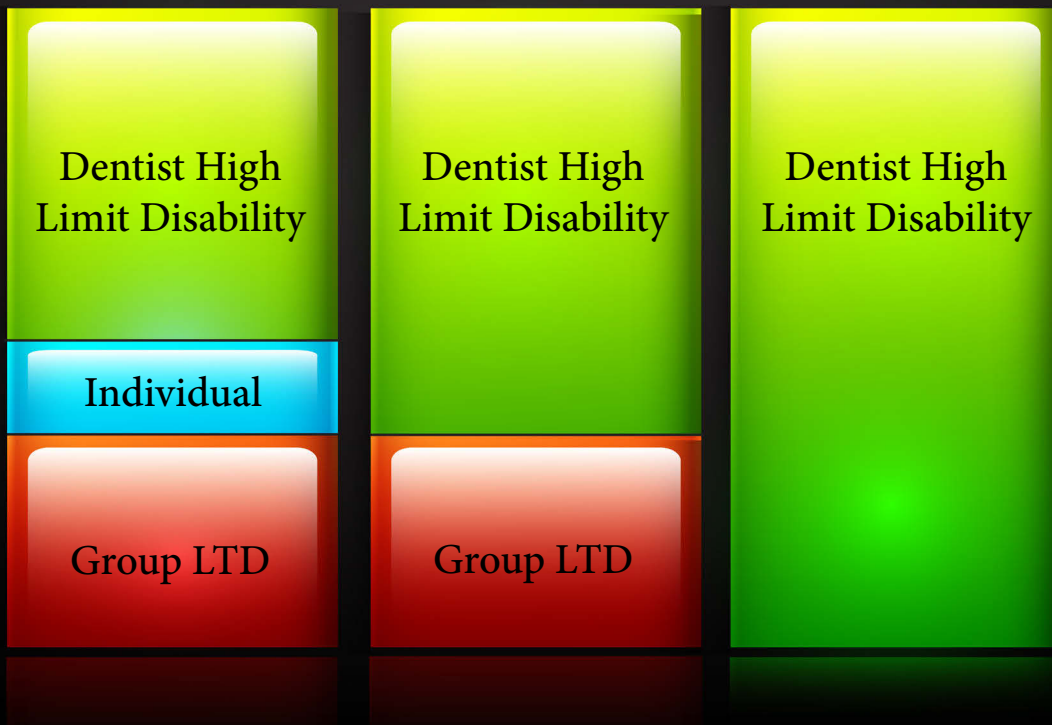 Dentist High
Limit Disability
Individual
Group LTD
Dentist High
Limit Disability
Group LTD
Dentist High
Limit Disability